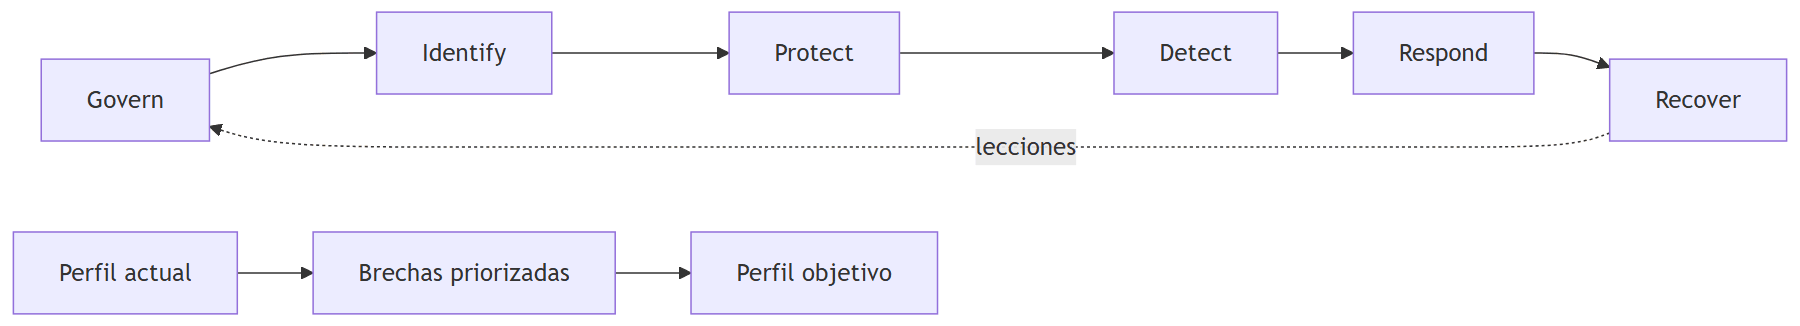 Govern
Identify
Protect
Detect
Respond
Recover
lecciones
Perfil actual
Brechas priorizadas
Perfil objetivo